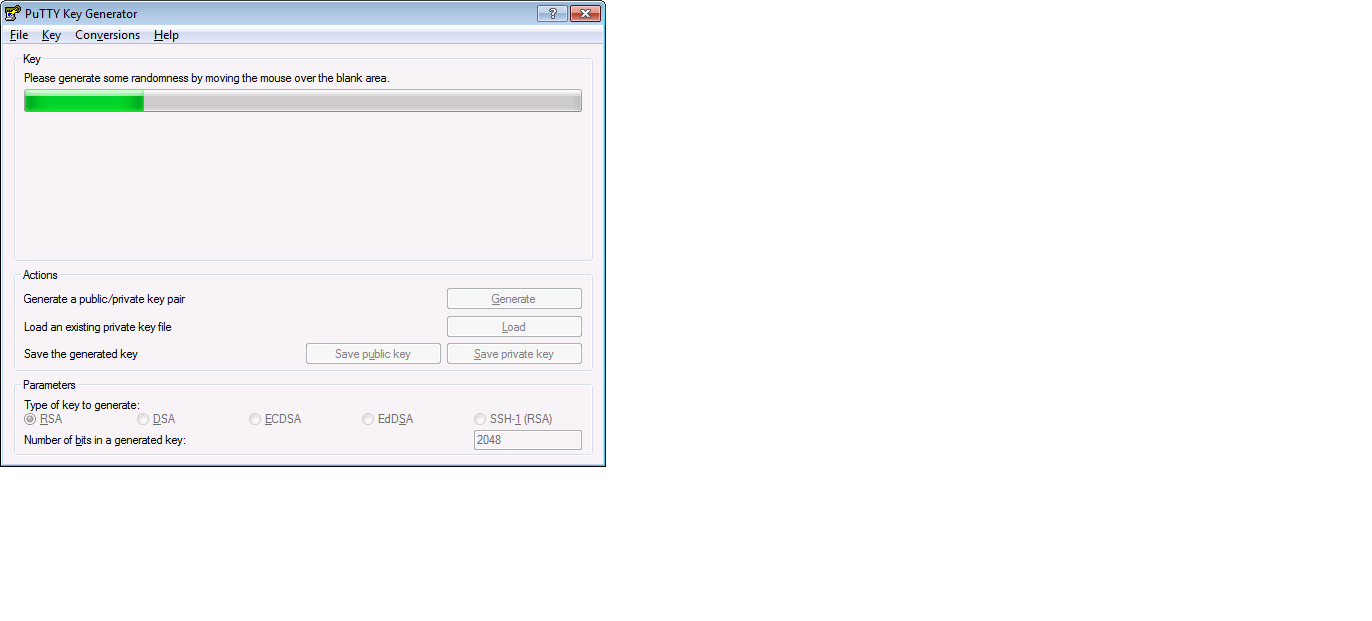 PuTTY Key Generator
File Key Conversions Help
Key
Please generate some randomness by moving the mouse over the blank area.
Actions
Generate a public/private key pair Generate
Load an existing private key file Load
Save the generated key Save public key Save private key
Parameters
Type of key to generate:
RSA DSA ECDSA EdDSA SSH-1 (RSA)
Number of bits in a generated key: 2048